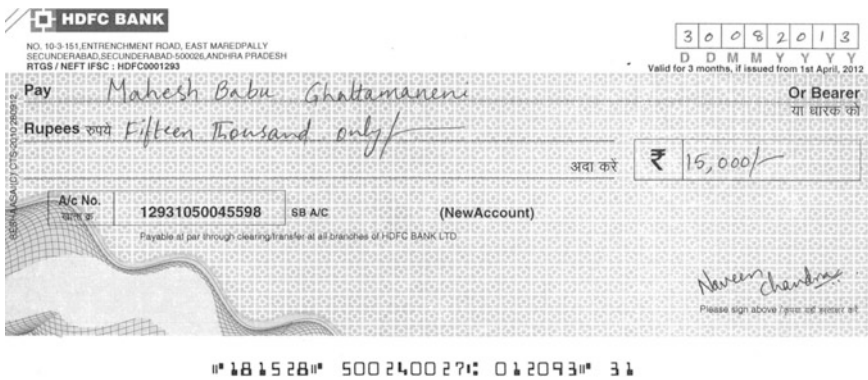 HDFC BANK
NO. 10-3-151,ENTRENCHMENT ROAD, EAST MAREDPALLY
SECUNDERABAD,SECUNDERABAD-500026,ANDHRA PRADESH
RTGS / NEFT IFSC : HDFC0001293
3 0 0 8 2 0 1 3
D D M M Y Y Y Y
Valid for 3 months, if issued from 1st April, 2012
Pay Mahesh Babu Ghattamaneni Or Bearer
या धारक को
Rupees रुपये Fifteen Thousand only/-
अदा करें ₹ 15,000/-
A/c No.
12931050045598 SB A/C (NewAccount)
Payable at par through clearing/transfer at all branches of HDFC BANK LTD
Naveen Chandra
Please sign above /
⑈181528⑈ 500240027⑆ 012093⑈ 31